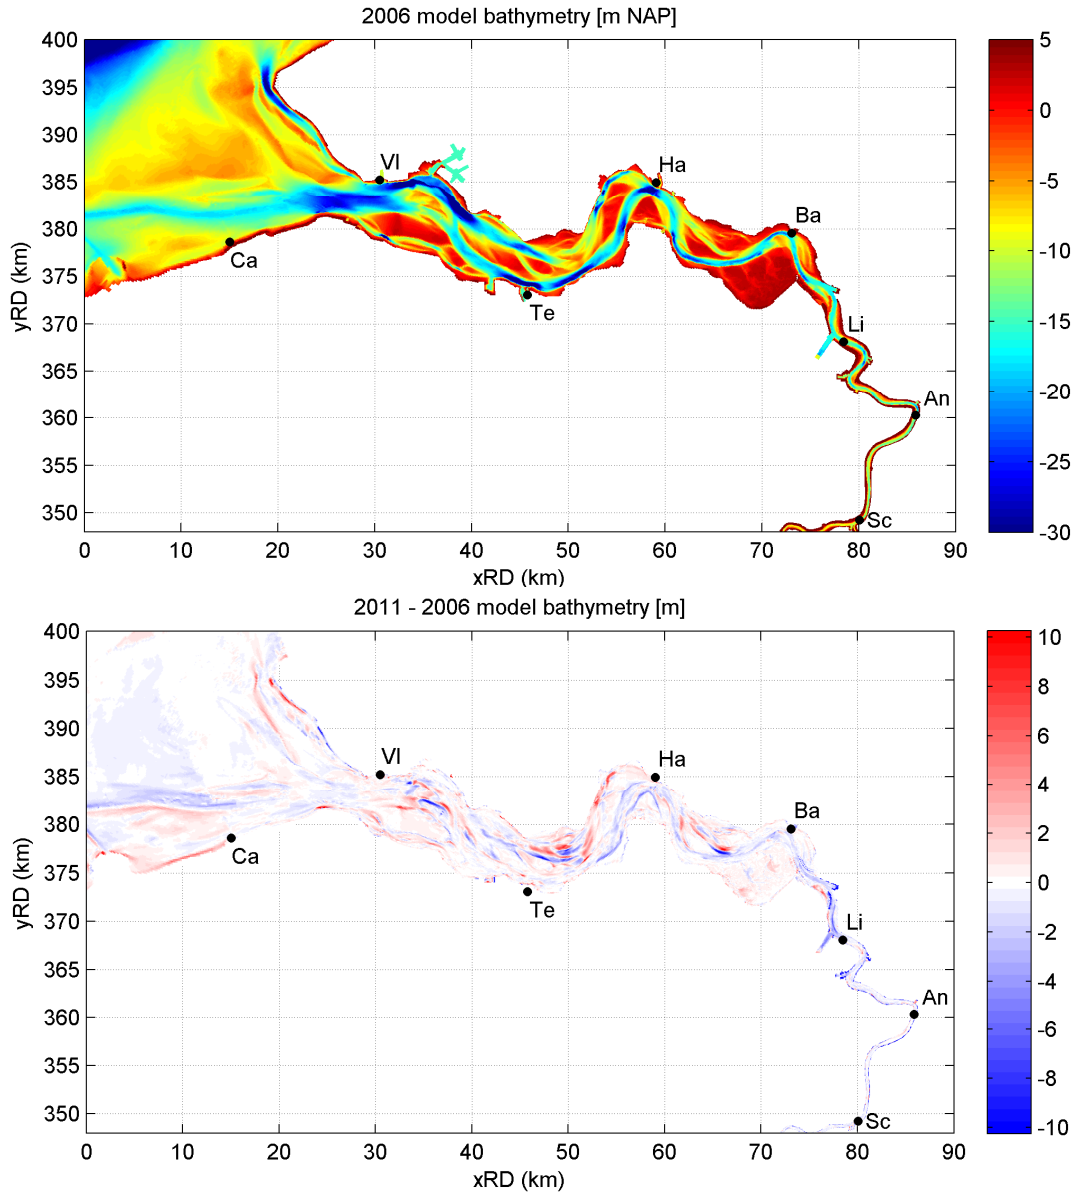 2006 model bathymetry [m NAP]
400
395
390
385
380
375
370
365
360
355
350
yRD (km)
0 10 20 30 40 50 60 70 80 90
xRD (km)
Vl
Ha
Ba
Ca
Te
Li
An
Sc
5
0
-5
-10
-15
-20
-25
-30
2011 - 2006 model bathymetry [m]
400
395
390
385
380
375
370
365
360
355
350
yRD (km)
0 10 20 30 40 50 60 70 80 90
xRD (km)
Vl
Ha
Ba
Ca
Te
Li
An
Sc
10
8
6
4
2
0
-2
-4
-6
-8
-10